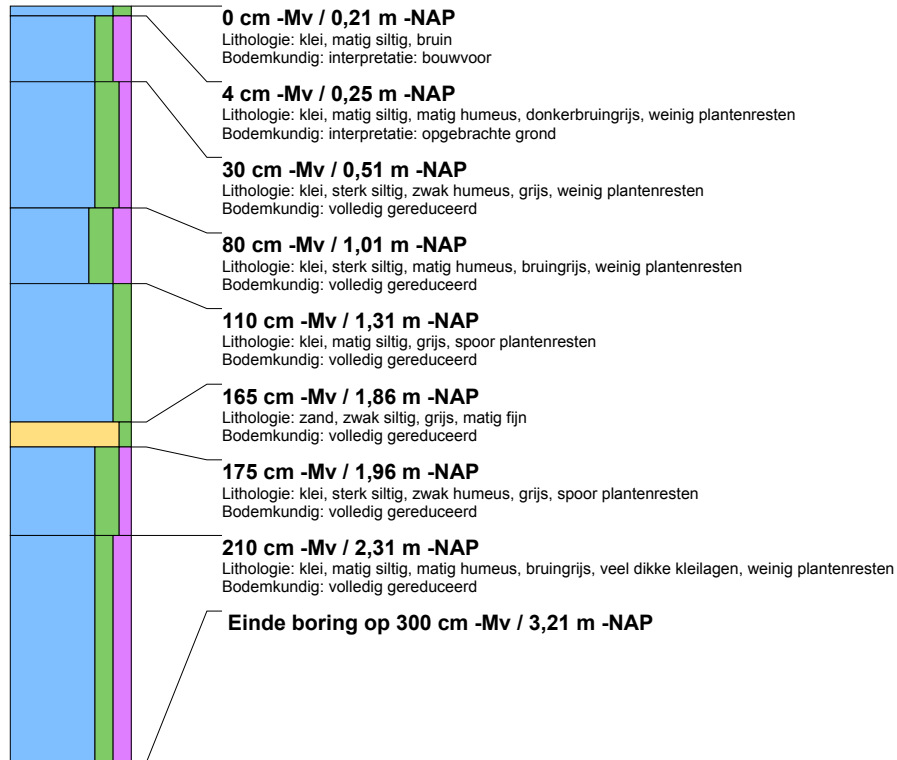 0 cm -Mv / 0,21 m -NAP
Lithologie: klei, matig siltig, bruin
Bodemkundig: interpretatie: bouwvoor
4 cm -Mv / 0,25 m -NAP
Lithologie: klei, matig siltig, matig humeus, donkerbruingrijs, weinig plantenresten
Bodemkundig: interpretatie: opgebrachte grond
30 cm -Mv / 0,51 m -NAP
Lithologie: klei, sterk siltig, zwak humeus, grijs, weinig plantenresten
Bodemkundig: volledig gereduceerd
80 cm -Mv / 1,01 m -NAP
Lithologie: klei, sterk siltig, matig humeus, bruingrijs, weinig plantenresten
Bodemkundig: volledig gereduceerd
110 cm -Mv / 1,31 m -NAP
Lithologie: klei, matig siltig, grijs, spoor plantenresten
Bodemkundig: volledig gereduceerd
165 cm -Mv / 1,86 m -NAP
Lithologie: zand, zwak siltig, grijs, matig fijn
Bodemkundig: volledig gereduceerd
175 cm -Mv / 1,96 m -NAP
Lithologie: klei, sterk siltig, zwak humeus, grijs, spoor plantenresten
Bodemkundig: volledig gereduceerd
210 cm -Mv / 2,31 m -NAP
Lithologie: klei, matig siltig, matig humeus, bruingrijs, veel dikke kleilagen, weinig plantenresten
Bodemkundig: volledig gereduceerd
Einde boring op 300 cm -Mv / 3,21 m -NAP